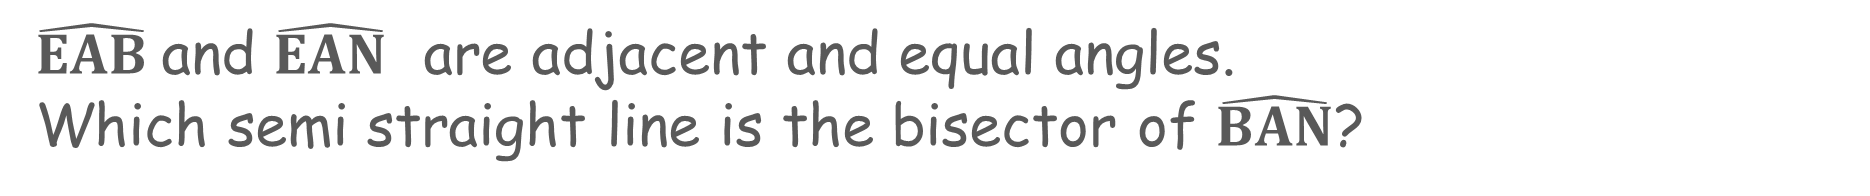 EAB and EAN are adjacent and equal angles.
Which semi straight line is the bisector of BAN?